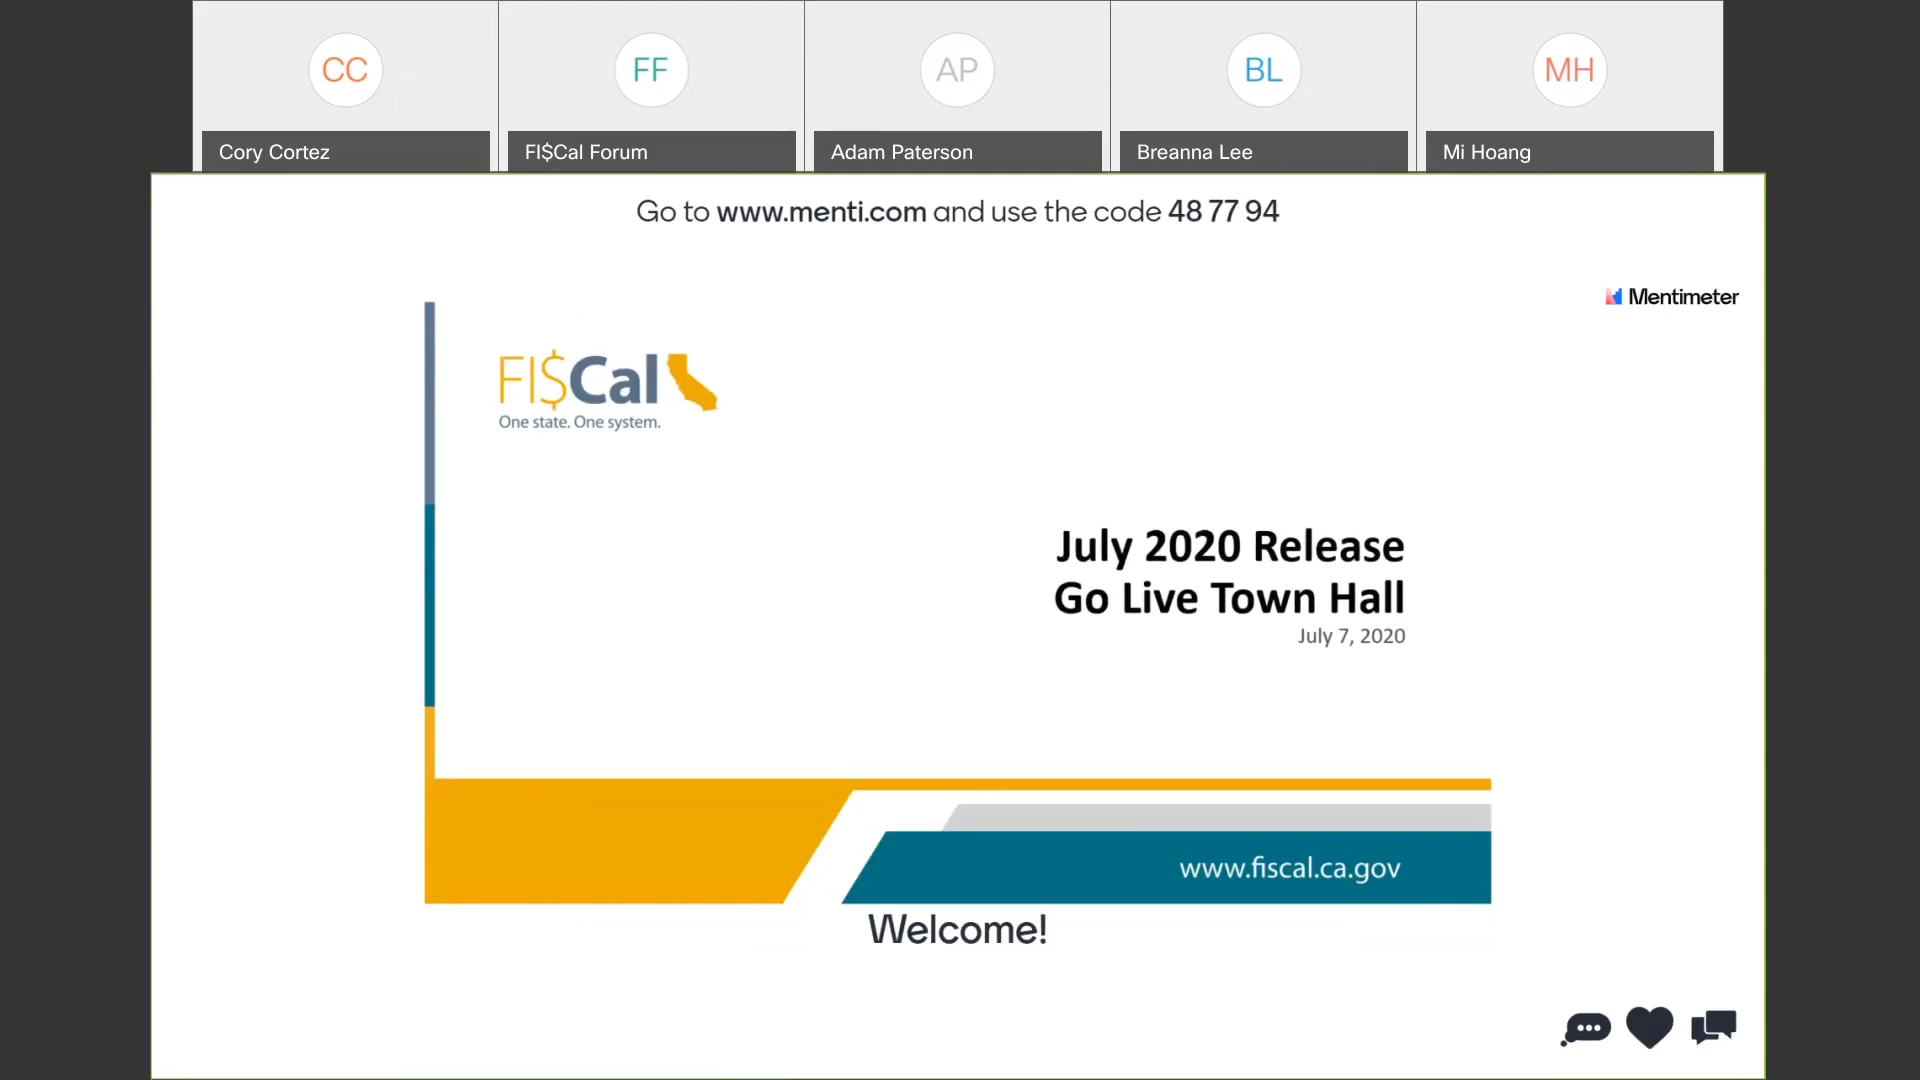 CC
FF
AP
BL
MH
Cory Cortez
FI$Cal Forum
Adam Paterson
Breanna Lee
Mi Hoang
Go to www.menti.com and use the code 48 77 94
Mentimeter
FI$Cal
One state. One system.
July 2020 Release
Go Live Town Hall
July 7, 2020
www.fiscal.ca.gov
Welcome!